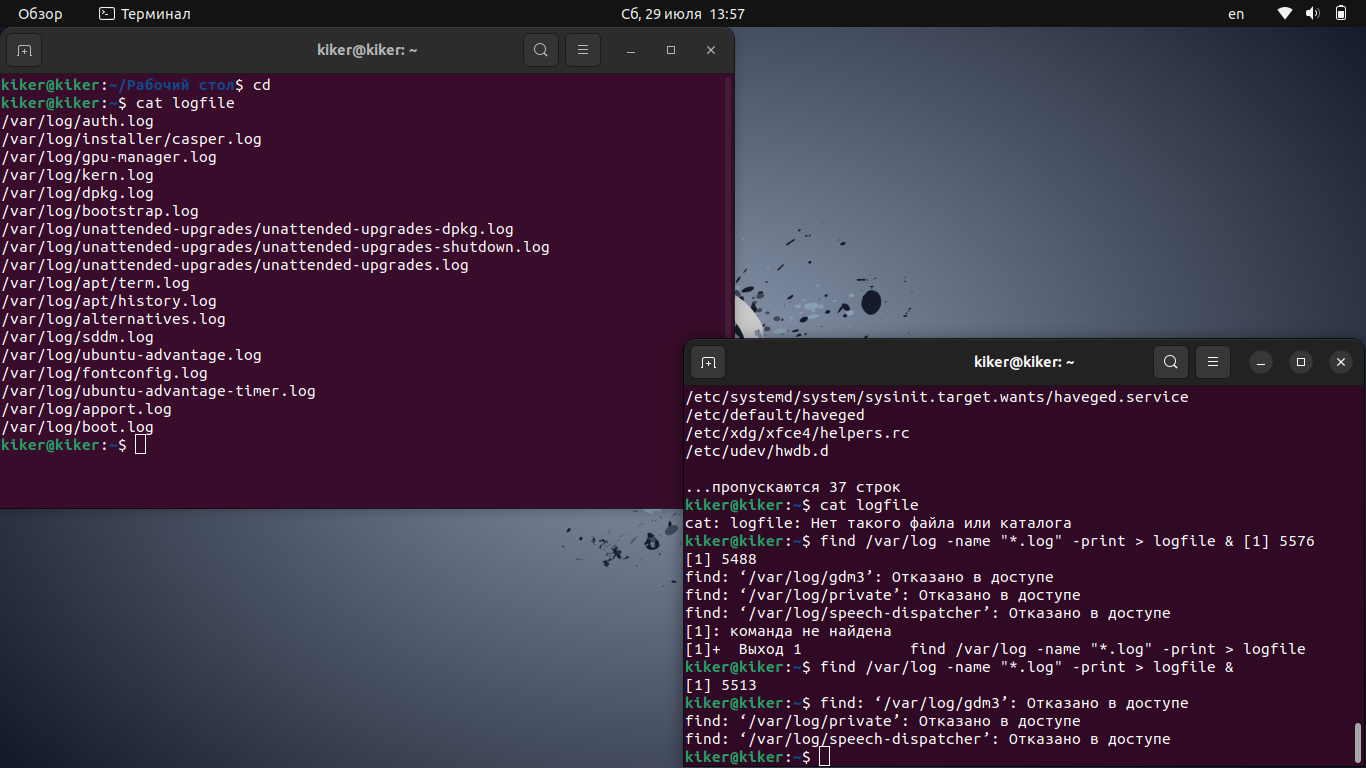 Обзор
Терминал
Сб, 29 июля 13:57
en
kiker@kiker: ~
kiker@kiker:~/Рабочий стол$ cd
kiker@kiker:~$ cat logfile
/var/log/auth.log
/var/log/installer/casper.log
/var/log/gpu-manager.log
/var/log/kern.log
/var/log/dpkg.log
/var/log/bootstrap.log
/var/log/unattended-upgrades/unattended-upgrades-dpkg.log
/var/log/unattended-upgrades/unattended-upgrades-shutdown.log
/var/log/unattended-upgrades/unattended-upgrades.log
/var/log/apt/term.log
/var/log/apt/history.log
/var/log/alternatives.log
/var/log/sddm.log
/var/log/ubuntu-advantage.log
/var/log/fontconfig.log
/var/log/ubuntu-advantage-timer.log
/var/log/apport.log
/var/log/boot.log
kiker@kiker:~$
kiker@kiker: ~
/etc/systemd/system/sysinit.target.wants/haveged.service
/etc/default/haveged
/etc/xdg/xfce4/helpers.rc
/etc/udev/hwdb.d
...пропускаются 37 строк
kiker@kiker:~$ cat logfile
cat: logfile: Нет такого файла или каталога
kiker@kiker:~$ find /var/log -name "*.log" -print > logfile & [1] 5576
[1] 5488
find: ‘/var/log/gdm3’: Отказано в доступе
find: ‘/var/log/private’: Отказано в доступе
find: ‘/var/log/speech-dispatcher’: Отказано в доступе
[1]: команда не найдена
[1]+  Выход 1            find /var/log -name "*.log" -print > logfile
kiker@kiker:~$ find /var/log -name "*.log" -print > logfile &
[1] 5513
kiker@kiker:~$ find: ‘/var/log/gdm3’: Отказано в доступе
find: ‘/var/log/private’: Отказано в доступе
find: ‘/var/log/speech-dispatcher’: Отказано в доступе
kiker@kiker:~$